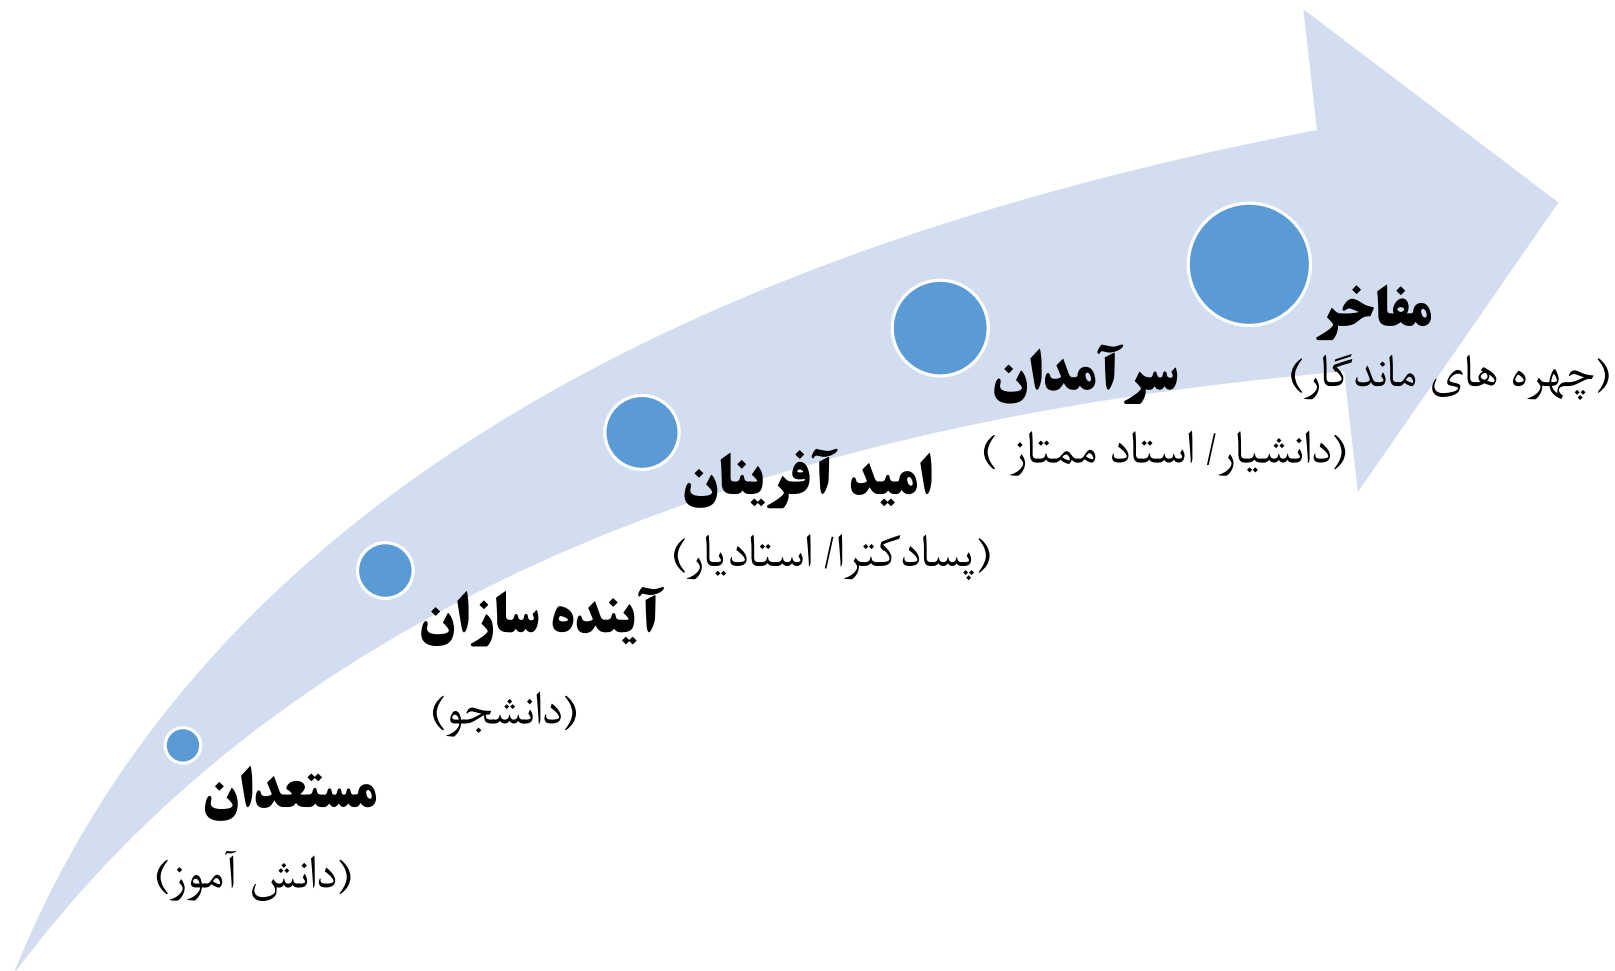 مفاخر
(چهره های ماندگار)
سرآمدان
(دانشیار/ استاد ممتاز )
امید آفرینان
(پسادکترا/ استادیار)
آینده سازان
(دانشجو)
مستعدان
(دانش آموز)